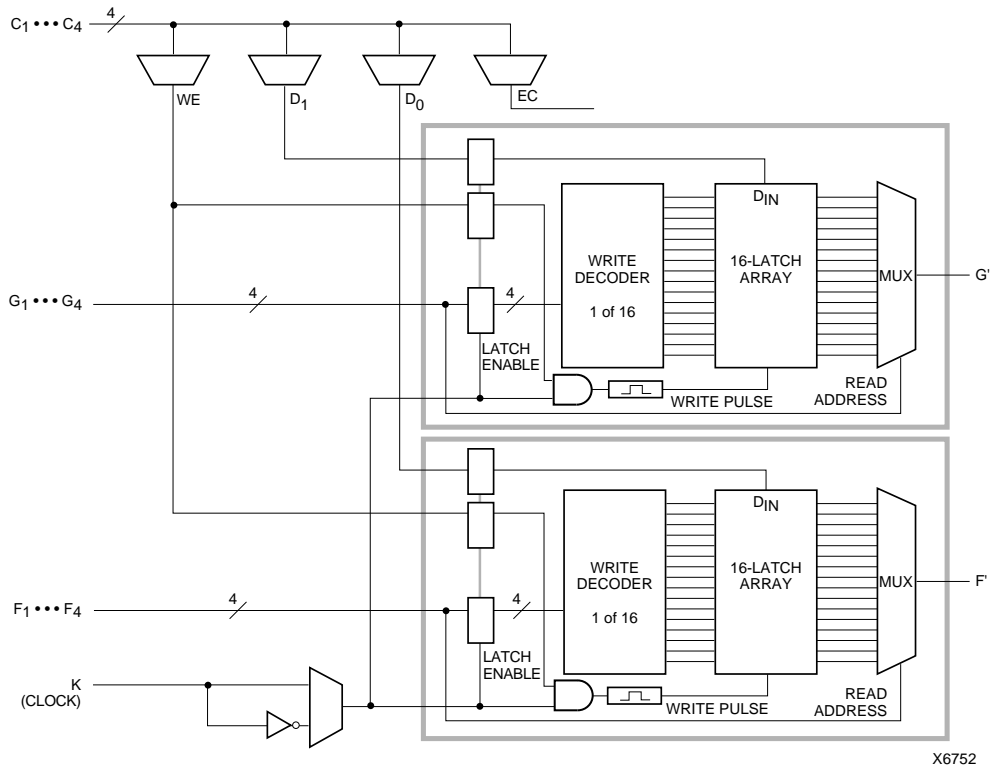 C1 ••• C4
4
WE
D1
D0
EC
DIN
WRITE
DECODER
1 of 16
16-LATCH
ARRAY
MUX
G'
G1 ••• G4
4
4
LATCH
ENABLE
WRITE PULSE
READ
ADDRESS
DIN
WRITE
DECODER
1 of 16
16-LATCH
ARRAY
MUX
F'
F1 ••• F4
4
4
LATCH
ENABLE
K
(CLOCK)
WRITE PULSE
READ
ADDRESS
X6752